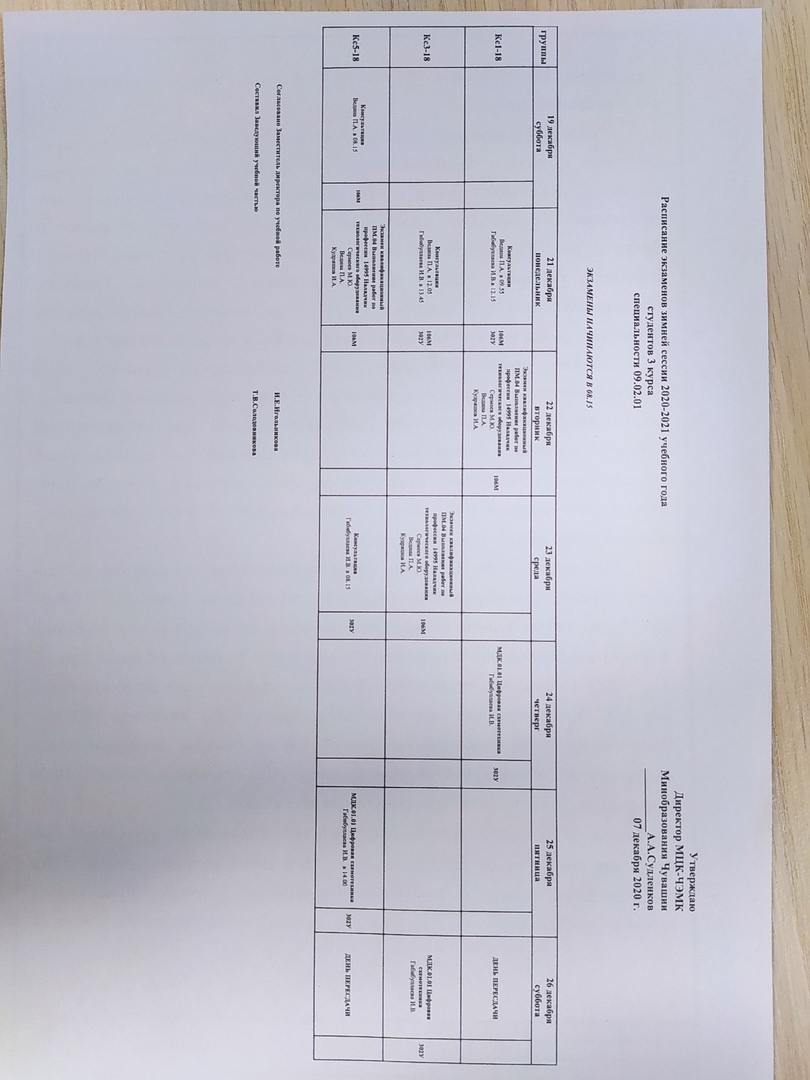 Утверждаю
Директор МЦК-ЧЭМК
Минобразования Чувашии
___________А.А.Судленков
07 декабря 2020 г.
Расписание экзаменов зимней сессии 2020-2021 учебного года
студентов 3 курса
специальности 09.02.01
ЭКЗАМЕНЫ НАЧИНАЮТСЯ В 08.15
группы
19 декабря
суббота
21 декабря
понедельник
22 декабря
вторник
23 декабря
среда
24 декабря
четверг
25 декабря
пятница
26 декабря
суббота
Кс1-18
Консультации
Ведина П.А. в 09.55
Габибуллаева И.В.в 12.15
106М
302У
Экзамен квалификационный
ПМ.04 Выполнение работ по
профессии 14995 Наладчик
технологического оборудования
Сермеев М.Ю.
Ведина П.А.
Кудряшов И.А.
106М
МДК.01.01 Цифровая схемотехника
Габибуллаева И.В.
302У
ДЕНЬ ПЕРЕСДАЧИ
Кс3-18
Консультации
Ведина П.А. в 12.05
Габибуллаева И.В. в 13.45
106М
302У
Экзамен квалификационный
ПМ.04 Выполнение работ по
профессии 14995 Наладчик
технологического оборудования
Сермеев М.Ю.
Ведина П.А.
Кудряшов И.А.
106М
МДК.01.01 Цифровая
схемотехника
Габибуллаева И.В.
302У
Кс5-18
Консультация
Ведина П.А. в 08.15
106М
Экзамен квалификационный
ПМ.04 Выполнение работ по
профессии 14995 Наладчик
технологического оборудования
Сермеев М.Ю.
Ведина П.А.
Кудряшов И.А.
106М
Консультация
Габибуллаева И.В. в 08.15
302У
МДК.01.01 Цифровая схемотехника
Габибуллаева И.В. в 14.00
302У
ДЕНЬ ПЕРЕСДАЧИ
Согласовано Заместитель директора по учебной работе
И.Е.Игольникова
Составил Заведующий учебной частью
Т.В.Солодовникова